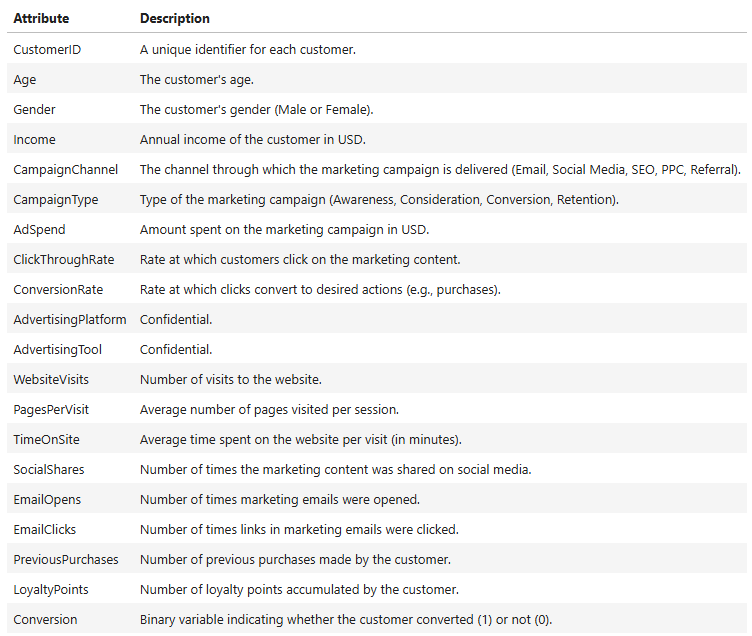 Attribute Description
CustomerID A unique identifier for each customer.
Age The customer's age.
Gender The customer's gender (Male or Female).
Income Annual income of the customer in USD.
CampaignChannel The channel through which the marketing campaign is delivered (Email, Social Media, SEO, PPC, Referral).
CampaignType Type of the marketing campaign (Awareness, Consideration, Conversion, Retention).
AdSpend Amount spent on the marketing campaign in USD.
ClickThroughRate Rate at which customers click on the marketing content.
ConversionRate Rate at which clicks convert to desired actions (e.g., purchases).
AdvertisingPlatform Confidential.
AdvertisingTool Confidential.
WebsiteVisits Number of visits to the website.
PagesPerVisit Average number of pages visited per session.
TimeOnSite Average time spent on the website per visit (in minutes).
SocialShares Number of times the marketing content was shared on social media.
EmailOpens Number of times marketing emails were opened.
EmailClicks Number of times links in marketing emails were clicked.
PreviousPurchases Number of previous purchases made by the customer.
LoyaltyPoints Number of loyalty points accumulated by the customer.
Conversion Binary variable indicating whether the customer converted (1) or not (0).